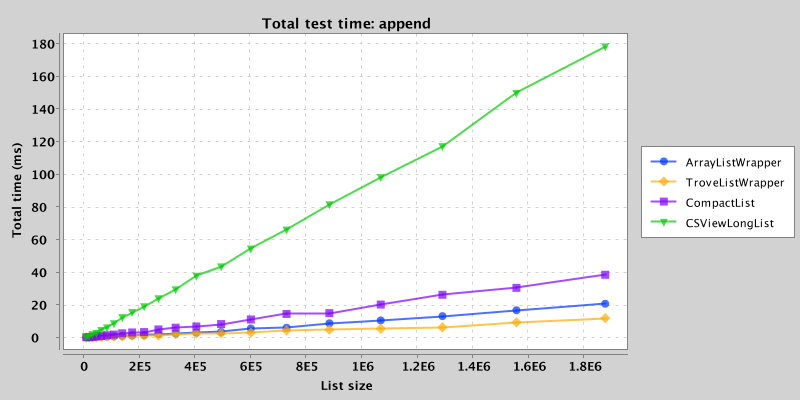 Total test time: append
180
160
140
120
100
80
60
40
20
0
Total time (ms)
0 2E5 4E5 6E5 8E5 1E6 1.2E6 1.4E6 1.6E6 1.8E6
List size
ArrayListWrapper
TroveListWrapper
CompactList
CSViewLongList